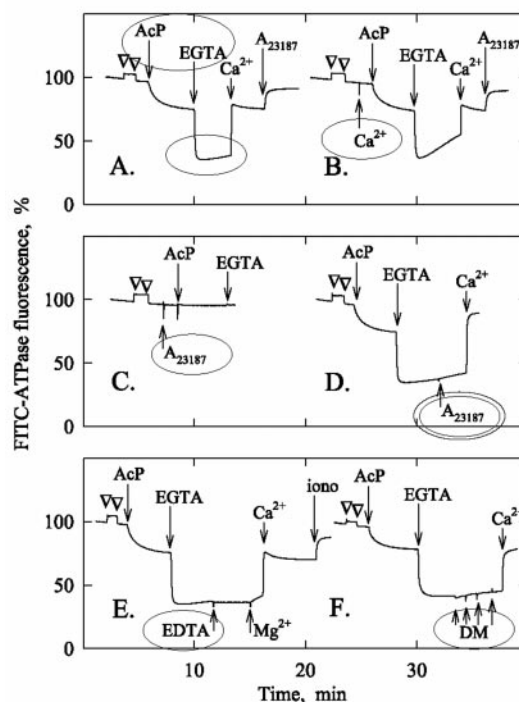 AcP
EGTA
Ca2+
A23187
AcP
EGTA
Ca2+
A23187
100
50
0
A.
B.
Ca2+
AcP
EGTA
AcP
EGTA
Ca2+
100
50
0
C.
A23187
D.
A23187
AcP
EGTA
Ca2+
iono
AcP
EGTA
Ca2+
100
50
0
E.
EDTA
Mg2+
F.
DM
10
20
30
Time, min
FITC-ATPase fluorescence, %